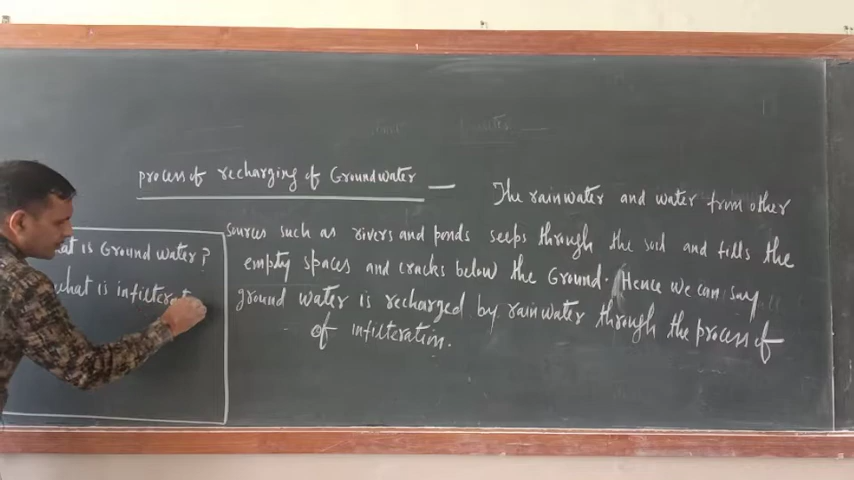 process of recharging of Groundwater — The rainwater and water from other
sources such as rivers and ponds seeps through the soil and fills the
empty spaces and cracks below the Ground. Hence we can say
ground water is recharged by rainwater through the process of
of infilteration.
is Ground water?
what is infilterat